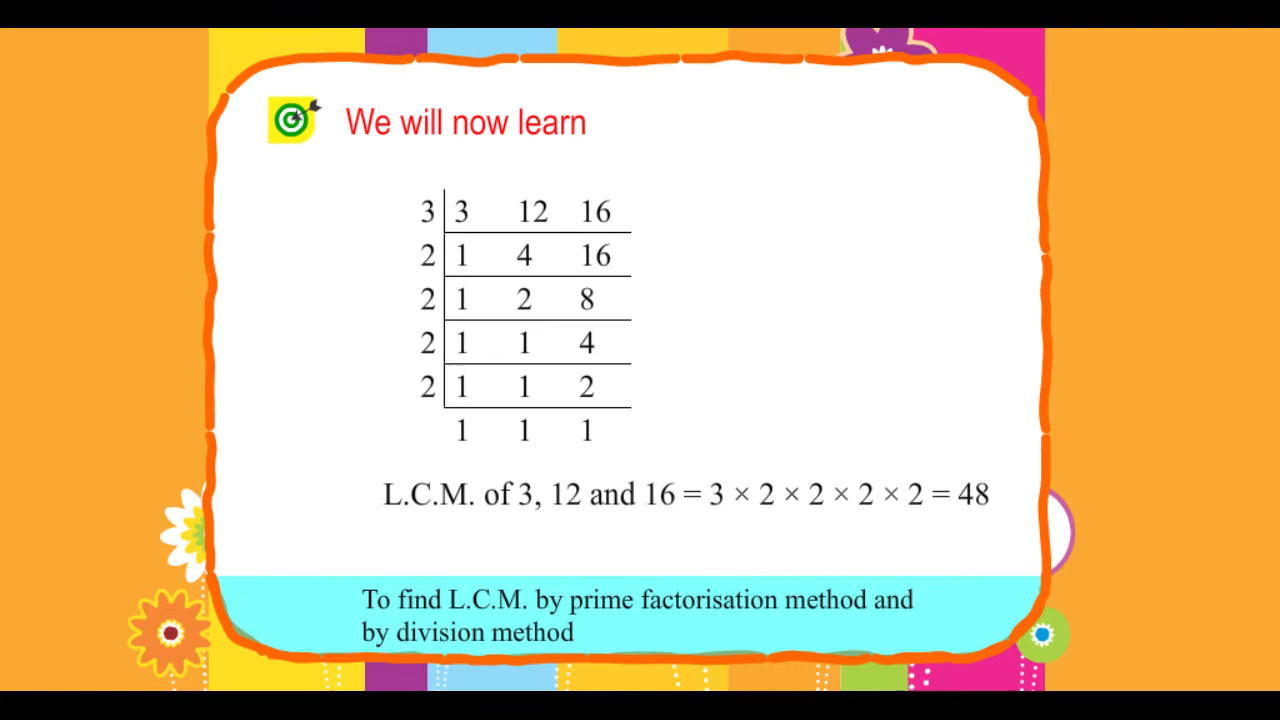 We will now learn
3 3 12 16
2 1 4 16
2 1 2 8
2 1 1 4
2 1 1 2
1 1 1
L.C.M. of 3, 12 and 16 = 3 × 2 × 2 × 2 × 2 = 48
To find L.C.M. by prime factorisation method and
by division method